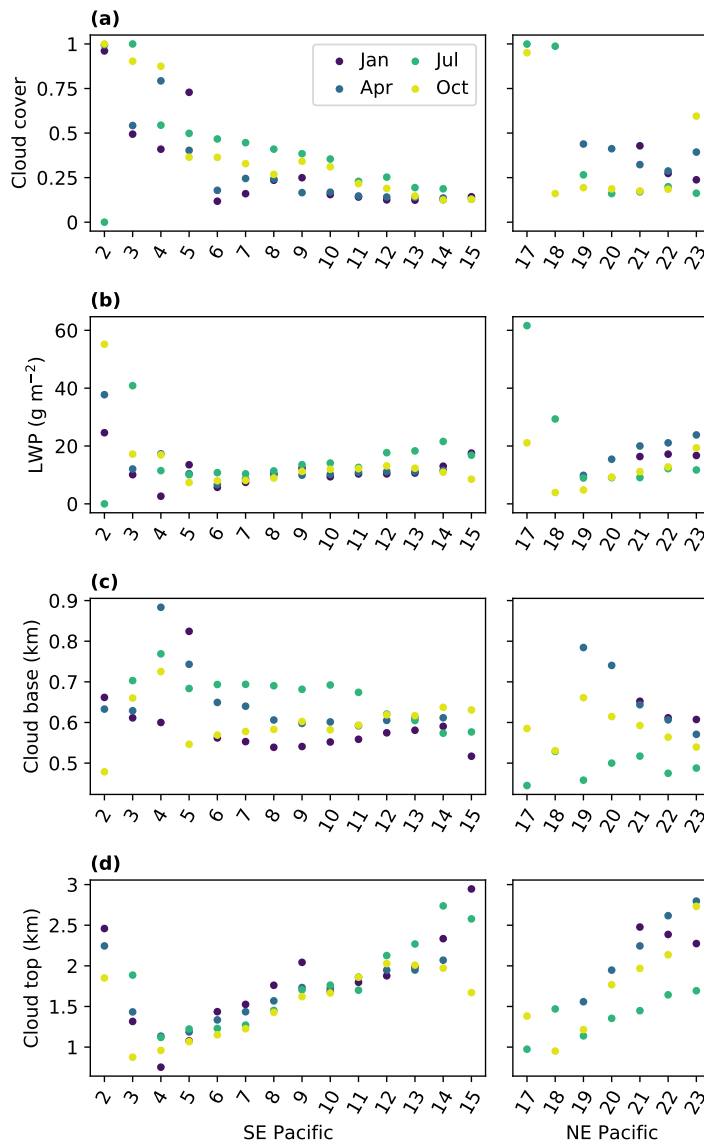 (a)
Cloud cover
1
0.75
0.5
0.25
0
Jan
Jul
Apr
Oct
2 3 4 5 6 7 8 9 10 11 12 13 14 15
17 18 19 20 21 22 23
(b)
LWP (g m−2)
60
40
20
0
2 3 4 5 6 7 8 9 10 11 12 13 14 15
17 18 19 20 21 22 23
(c)
Cloud base (km)
0.9
0.8
0.7
0.6
0.5
2 3 4 5 6 7 8 9 10 11 12 13 14 15
17 18 19 20 21 22 23
(d)
Cloud top (km)
3
2.5
2
1.5
1
2 3 4 5 6 7 8 9 10 11 12 13 14 15
17 18 19 20 21 22 23
SE Pacific
NE Pacific